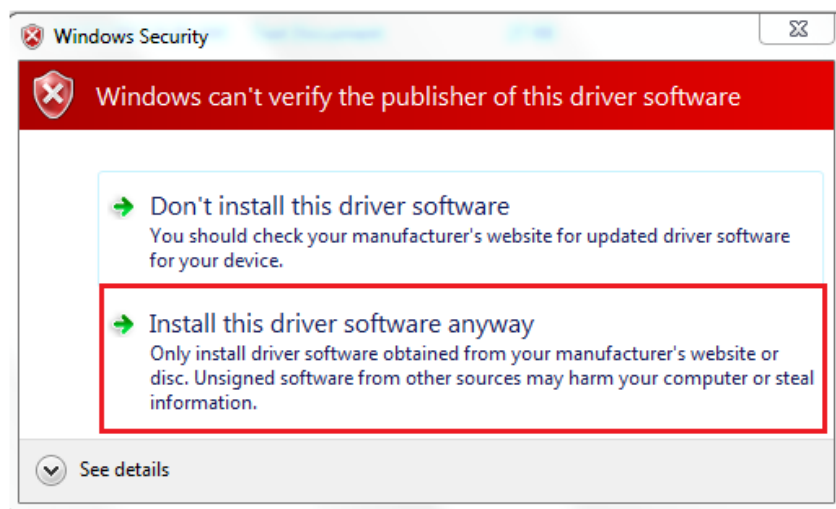 Windows Security
Windows can't verify the publisher of this driver software
Don't install this driver software
You should check your manufacturer's website for updated driver software
for your device.
Install this driver software anyway
Only install driver software obtained from your manufacturer's website or
disc. Unsigned software from other sources may harm your computer or steal
information.
See details